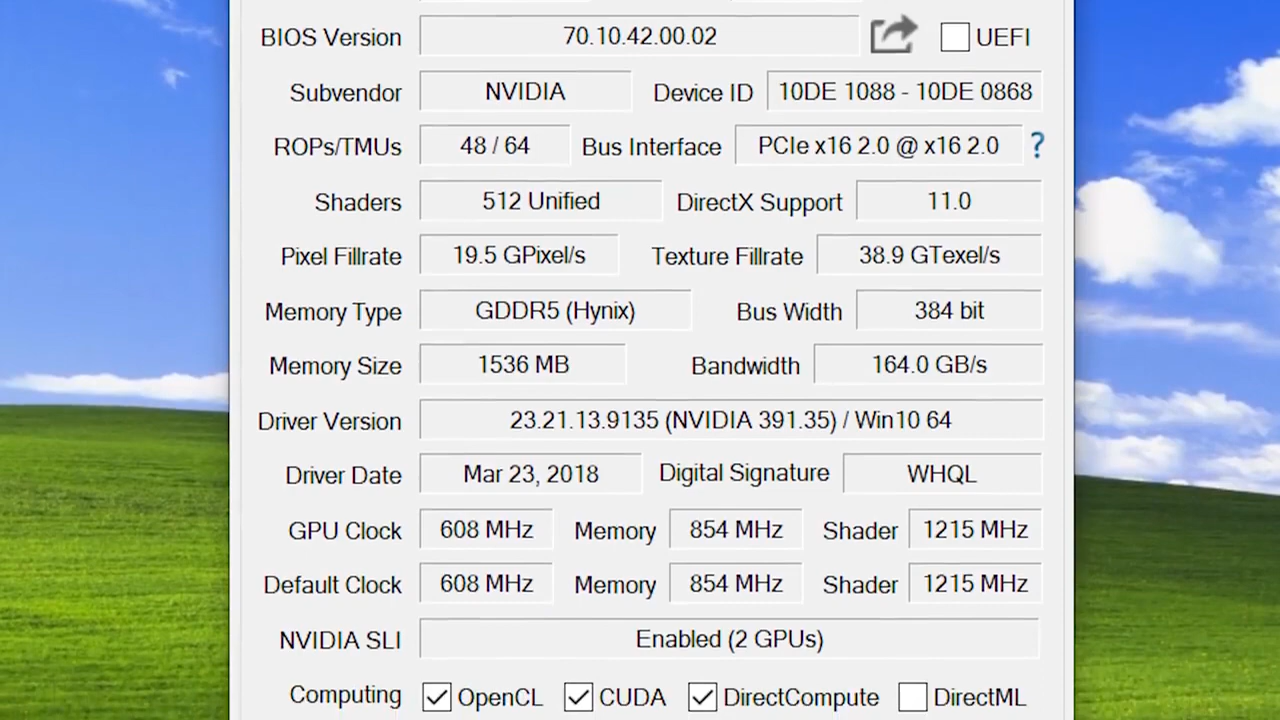 BIOS Version 70.10.42.00.02 UEFI
Subvendor NVIDIA Device ID 10DE 1088 - 10DE 0868
ROPs/TMUs 48 / 64 Bus Interface PCIe x16 2.0 @ x16 2.0 ?
Shaders 512 Unified DirectX Support 11.0
Pixel Fillrate 19.5 GPixel/s Texture Fillrate 38.9 GTexel/s
Memory Type GDDR5 (Hynix) Bus Width 384 bit
Memory Size 1536 MB Bandwidth 164.0 GB/s
Driver Version 23.21.13.9135 (NVIDIA 391.35) / Win10 64
Driver Date Mar 23, 2018 Digital Signature WHQL
GPU Clock 608 MHz Memory 854 MHz Shader 1215 MHz
Default Clock 608 MHz Memory 854 MHz Shader 1215 MHz
NVIDIA SLI Enabled (2 GPUs)
Computing OpenCL CUDA DirectCompute DirectML